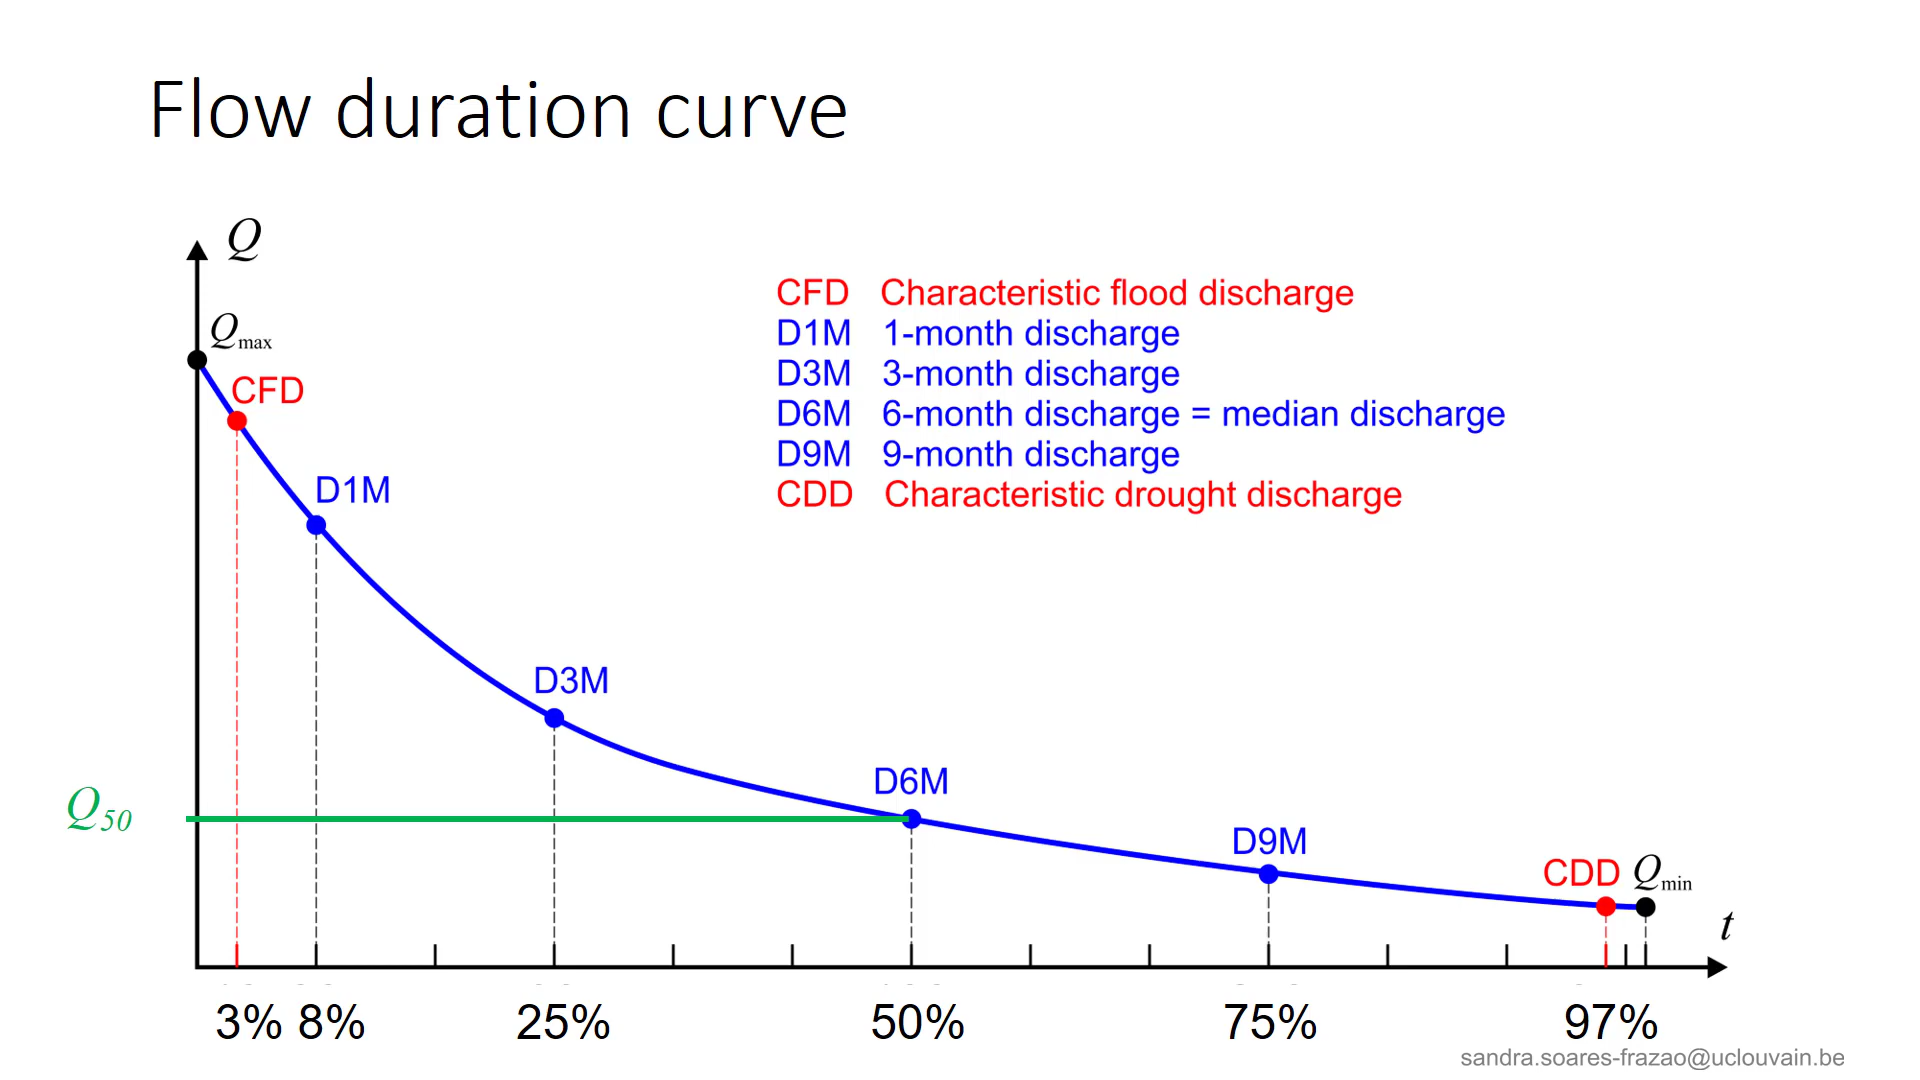 Flow duration curve
Q
Qmax
CFD
D1M
D3M
D6M
D9M
CDD
Qmin
t
Q50
CFD Characteristic flood discharge
D1M 1-month discharge
D3M 3-month discharge
D6M 6-month discharge = median discharge
D9M 9-month discharge
CDD Characteristic drought discharge
3% 8% 25% 50% 75% 97%
sandra.soares-frazao@uclouvain.be